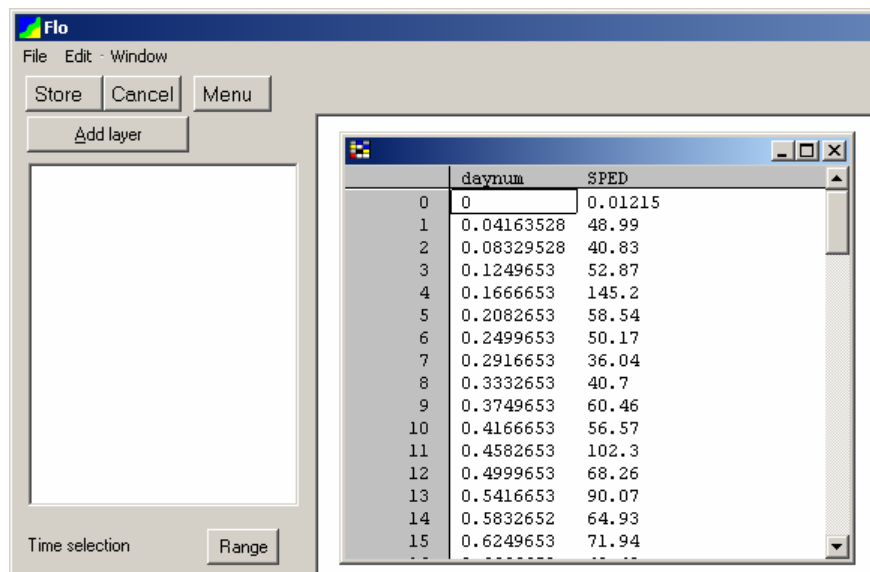 Flo
File Edit - Window
Store Cancel Menu
Add layer
daynum SPED
0 0 0.01215
1 0.04163528 48.99
2 0.08329528 40.83
3 0.1249653 52.87
4 0.1666653 145.2
5 0.2082653 58.54
6 0.2499653 50.17
7 0.2916653 36.04
8 0.3332653 40.7
9 0.3749653 60.46
10 0.4166653 56.57
11 0.4582653 102.3
12 0.4999653 68.26
13 0.5416653 90.07
14 0.5832652 64.93
15 0.6249653 71.94
Time selection Range